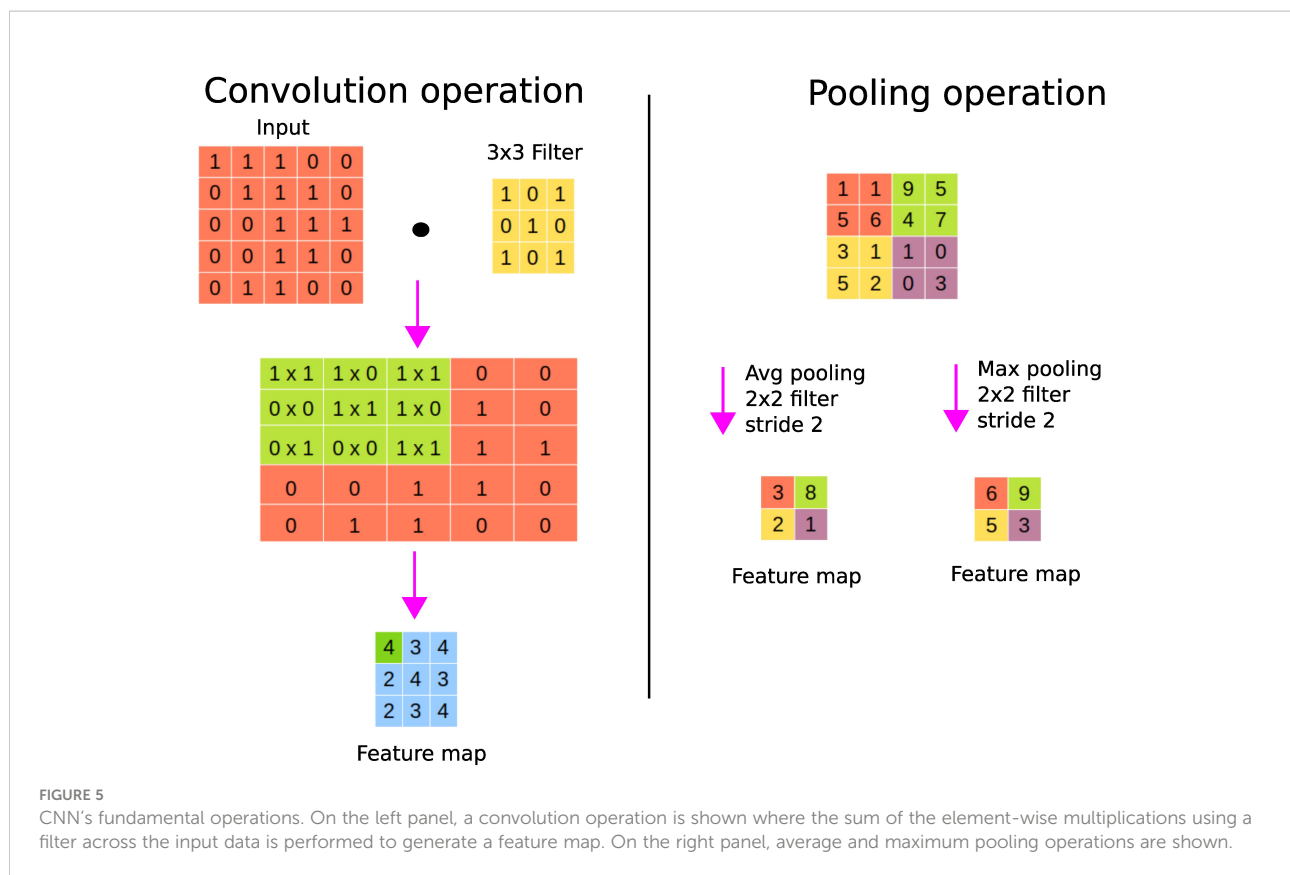 Convolution operation
Input
1 1 1 0 0
0 1 1 1 0
0 0 1 1 1
0 0 1 1 0
0 1 1 0 0
3x3 Filter
1 0 1
0 1 0
1 0 1
1 x 1 1 x 0 1 x 1 0 0
0 x 0 1 x 1 1 x 0 1 0
0 x 1 0 x 0 1 x 1 1 1
0 0 1 1 0
0 1 1 0 0
4 3 4
2 4 3
2 3 4
Feature map
Pooling operation
1 1 9 5
5 6 4 7
3 1 1 0
5 2 0 3
Avg pooling
2x2 filter
stride 2
Max pooling
2x2 filter
stride 2
3 8
2 1
Feature map
6 9
5 3
Feature map
FIGURE 5
CNN's fundamental operations. On the left panel, a convolution operation is shown where the sum of the element-wise multiplications using a
filter across the input data is performed to generate a feature map. On the right panel, average and maximum pooling operations are shown.